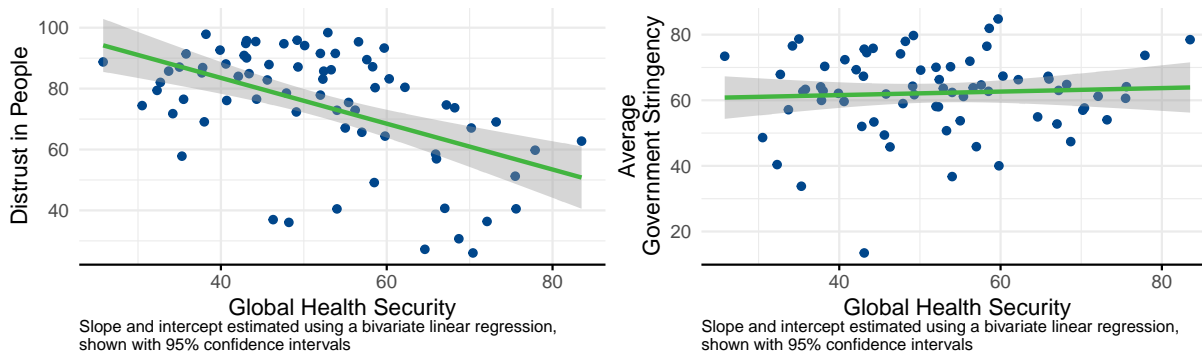 Distrust in People
100
80
60
40
40
60
80
Global Health Security
Slope and intercept estimated using a bivariate linear regression,
shown with 95% confidence intervals
Average
Government Stringency
80
60
40
20
40
60
80
Global Health Security
Slope and intercept estimated using a bivariate linear regression,
shown with 95% confidence intervals